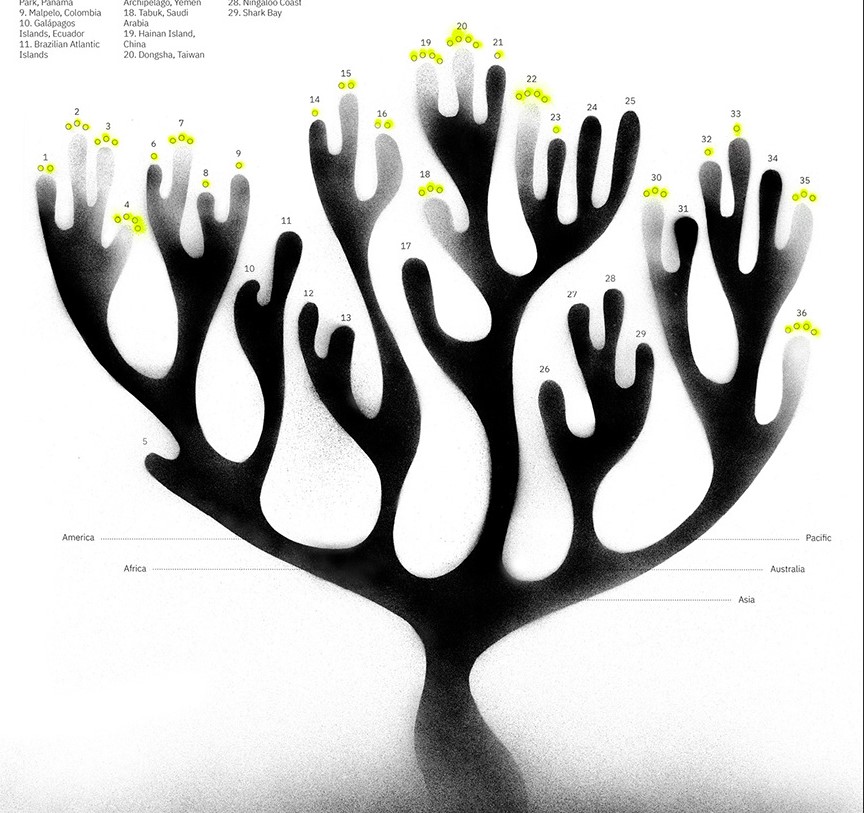 Park, Panama
9. Malpelo, Colombia
10. Galápagos
Islands, Ecuador
11. Brazilian Atlantic
Islands
Archipelago, Yemen
18. Tabuk, Saudi
Arabia
19. Hainan Island,
China
20. Dongsha, Taiwan
28. Ningaloo Coast
29. Shark Bay
20
19
21
15
22
14
24
25
2
7
3
16
23
33
6
9
32
1
8
18
34
30
35
4
31
11
17
10
12
27
28
36
13
29
26
5
America
Pacific
Africa
Australia
Asia